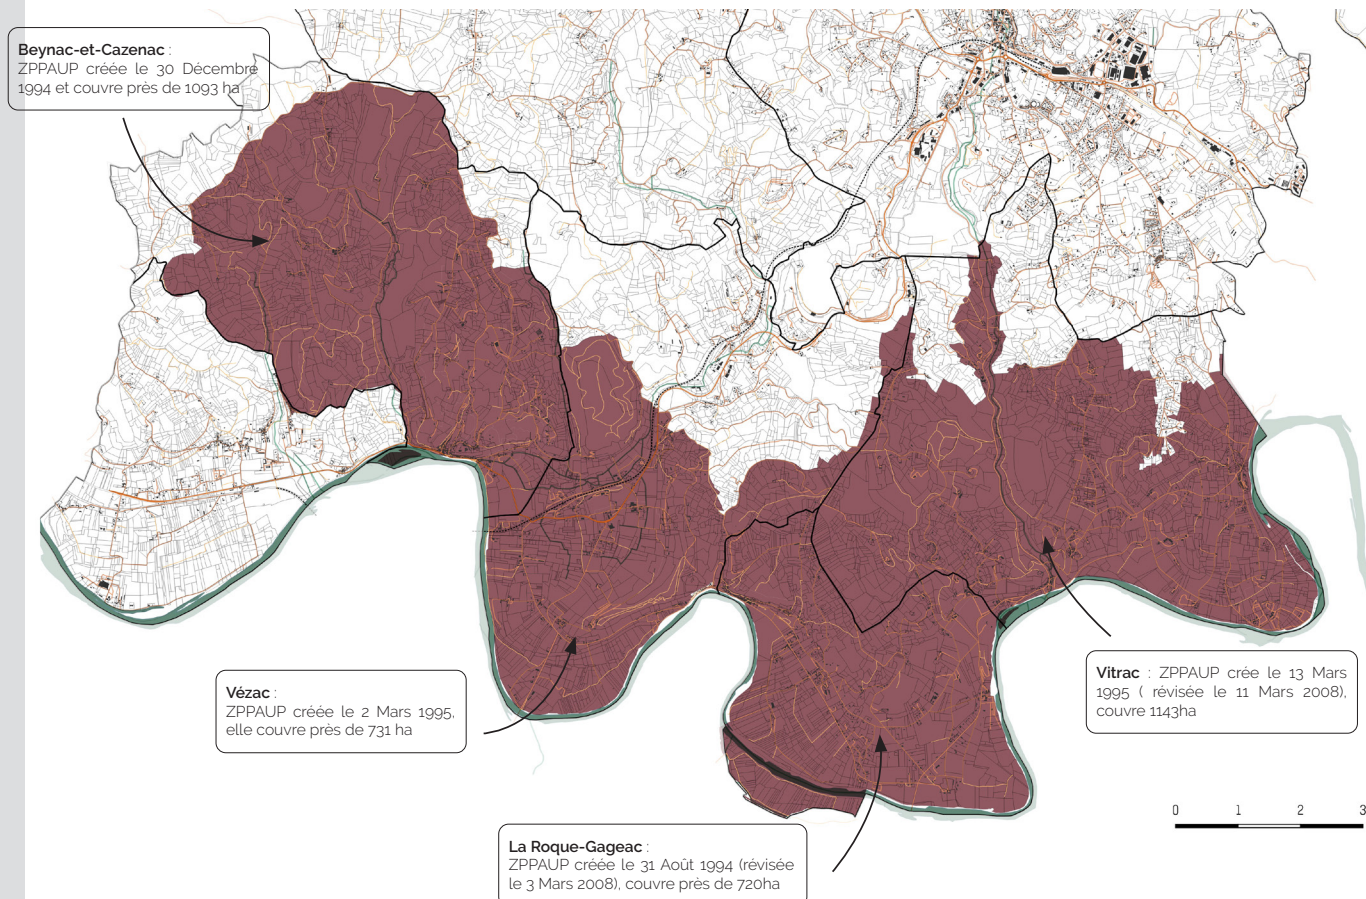 Beynac-et-Cazenac :
ZPPAUP créée le 30 Décembre
1994 et couvre près de 1093 ha
Vézac :
ZPPAUP créée le 2 Mars 1995,
elle couvre près de 731 ha
Vitrac : ZPPAUP crée le 13 Mars
1995 ( révisée le 11 Mars 2008),
couvre 1143ha
0 1 2 3
La Roque-Gageac :
ZPPAUP créée le 31 Août 1994 (révisée
le 3 Mars 2008), couvre près de 720ha